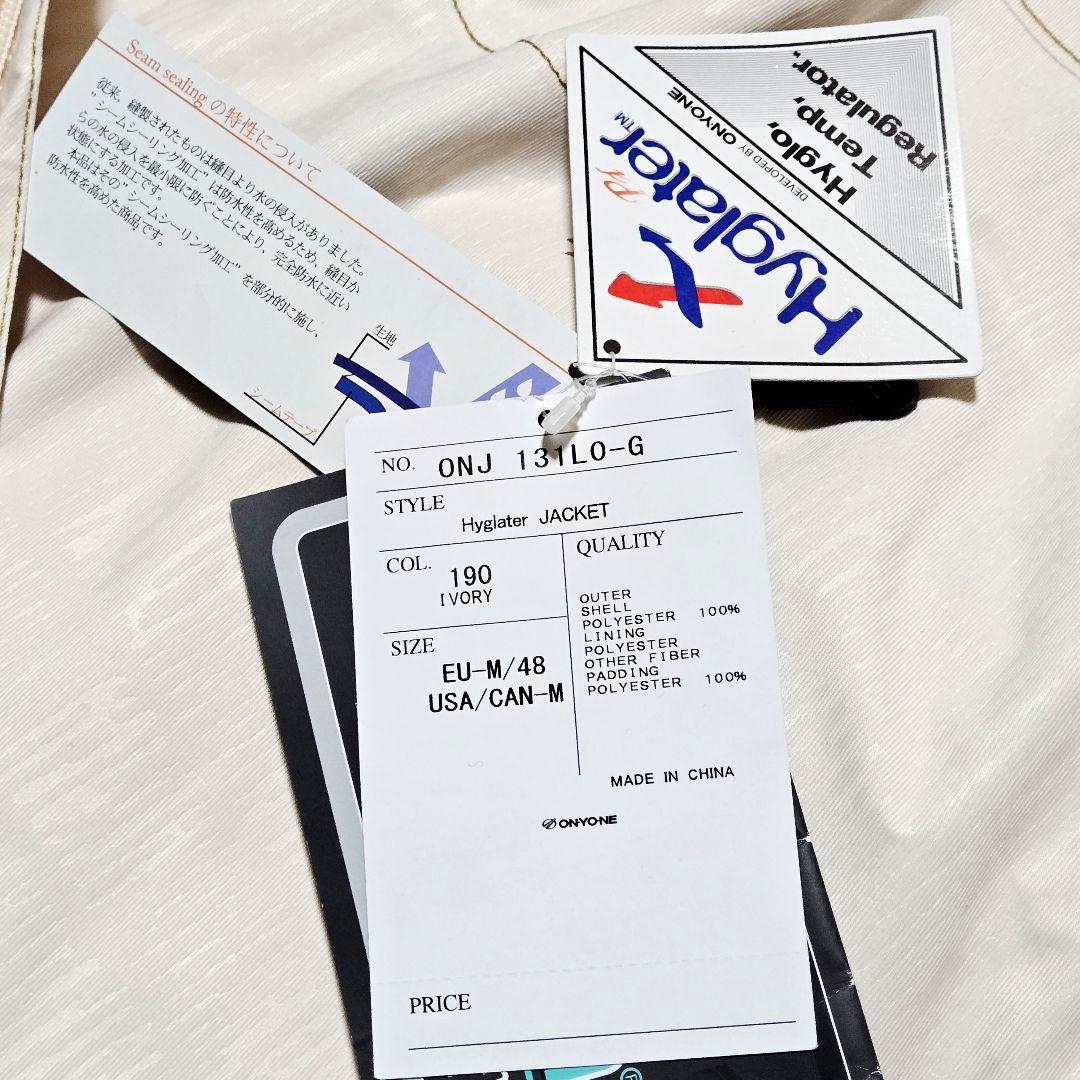 Seam sealing の特性について
従来、縫製されたものは縫目より水の侵入がありました。
"シームシーリング加工"は防水性を高めるため、縫目か
らの水の侵入を最小限に防ぐことにより、完全防水に近い
状態にする加工です。
本品はその"シームシーリング加工"を部分的に施し、
防水性を高めた商品です。
生地
シームテープ
Hyglo,
Temp,
Regulator.
DEVELOPED BY ONYONE
Hyglater™
Pt
NO. ONJ 131LO-G
STYLE
Hyglater JACKET
COL.
190
IVORY
SIZE
EU-M/48
USA/CAN-M
QUALITY
OUTER
SHELL
POLYESTER 100%
LINING
POLYESTER
OTHER FIBER
PADDING
POLYESTER 100%
MADE IN CHINA
ON·YO·NE
PRICE